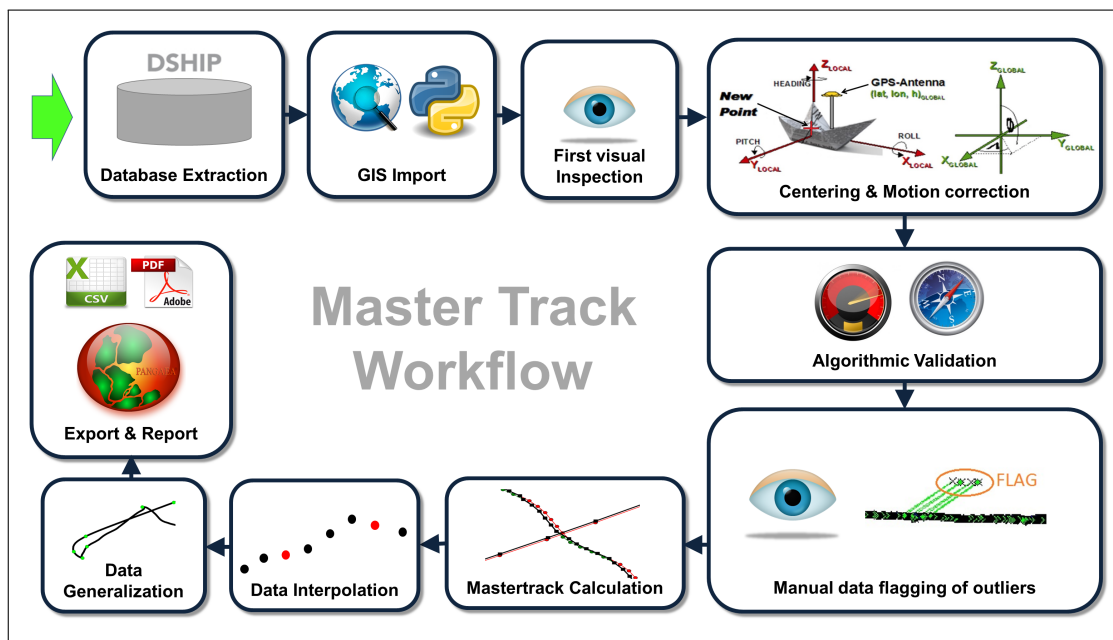 DSHIP
Database Extraction
GIS Import
First visual
Inspection
Z LOCAL
HEADING
GPS-Antenna
(lat, lon, h)GLOBAL
New
Point
PITCH
Y LOCAL
ROLL
X LOCAL
Z GLOBAL
Y GLOBAL
X GLOBAL
Centering & Motion correction
N
S
Algorithmic Validation
FLAG
Manual data flagging of outliers
Mastertrack Calculation
Data Interpolation
Data
Generalization
X
CSV
PDF
Adobe
PANGAEA
Export & Report
Master Track
Workflow